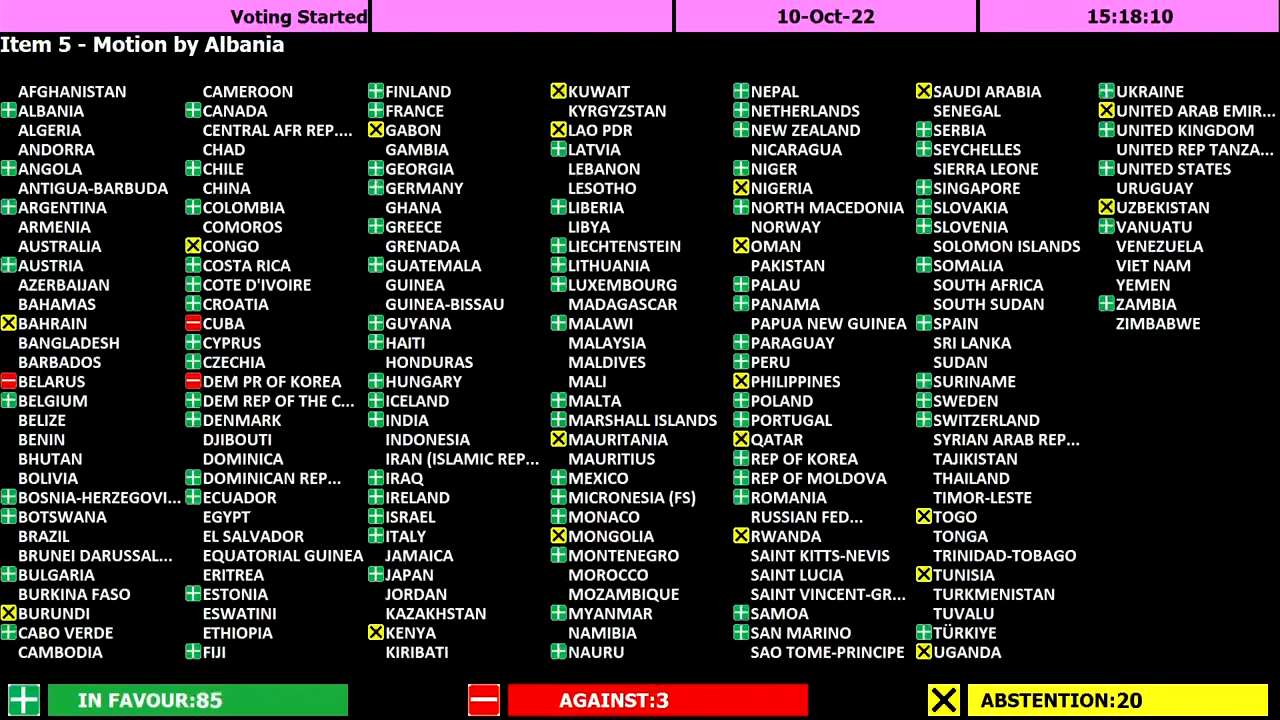 Voting Started
10-Oct-22
15:18:10
Item 5 - Motion by Albania
AFGHANISTAN
ALBANIA
ALGERIA
ANDORRA
ANGOLA
ANTIGUA-BARBUDA
ARGENTINA
ARMENIA
AUSTRALIA
AUSTRIA
AZERBAIJAN
BAHAMAS
BAHRAIN
BANGLADESH
BARBADOS
BELARUS
BELGIUM
BELIZE
BENIN
BHUTAN
BOLIVIA
BOSNIA-HERZEGOVI...
BOTSWANA
BRAZIL
BRUNEI DARUSSAL...
BULGARIA
BURKINA FASO
BURUNDI
CABO VERDE
CAMBODIA
CAMEROON
CANADA
CENTRAL AFR REP....
CHAD
CHILE
CHINA
COLOMBIA
COMOROS
CONGO
COSTA RICA
COTE D'IVOIRE
CROATIA
CUBA
CYPRUS
CZECHIA
DEM PR OF KOREA
DEM REP OF THE C...
DENMARK
DJIBOUTI
DOMINICA
DOMINICAN REP...
ECUADOR
EGYPT
EL SALVADOR
EQUATORIAL GUINEA
ERITREA
ESTONIA
ESWATINI
ETHIOPIA
FIJI
FINLAND
FRANCE
GABON
GAMBIA
GEORGIA
GERMANY
GHANA
GREECE
GRENADA
GUATEMALA
GUINEA
GUINEA-BISSAU
GUYANA
HAITI
HONDURAS
HUNGARY
ICELAND
INDIA
INDONESIA
IRAN (ISLAMIC REP...
IRAQ
IRELAND
ISRAEL
ITALY
JAMAICA
JAPAN
JORDAN
KAZAKHSTAN
KENYA
KIRIBATI
KUWAIT
KYRGYZSTAN
LAO PDR
LATVIA
LEBANON
LESOTHO
LIBERIA
LIBYA
LIECHTENSTEIN
LITHUANIA
LUXEMBOURG
MADAGASCAR
MALAWI
MALAYSIA
MALDIVES
MALI
MALTA
MARSHALL ISLANDS
MAURITANIA
MAURITIUS
MEXICO
MICRONESIA (FS)
MONACO
MONGOLIA
MONTENEGRO
MOROCCO
MOZAMBIQUE
MYANMAR
NAMIBIA
NAURU
NEPAL
NETHERLANDS
NEW ZEALAND
NICARAGUA
NIGER
NIGERIA
NORTH MACEDONIA
NORWAY
OMAN
PAKISTAN
PALAU
PANAMA
PAPUA NEW GUINEA
PARAGUAY
PERU
PHILIPPINES
POLAND
PORTUGAL
QATAR
REP OF KOREA
REP OF MOLDOVA
ROMANIA
RUSSIAN FED...
RWANDA
SAINT KITTS-NEVIS
SAINT LUCIA
SAINT VINCENT-GR...
SAMOA
SAN MARINO
SAO TOME-PRINCIPE
SAUDI ARABIA
SENEGAL
SERBIA
SEYCHELLES
SIERRA LEONE
SINGAPORE
SLOVAKIA
SLOVENIA
SOLOMON ISLANDS
SOMALIA
SOUTH AFRICA
SOUTH SUDAN
SPAIN
SRI LANKA
SUDAN
SURINAME
SWEDEN
SWITZERLAND
SYRIAN ARAB REP...
TAJIKISTAN
THAILAND
TIMOR-LESTE
TOGO
TONGA
TRINIDAD-TOBAGO
TUNISIA
TURKMENISTAN
TUVALU
TÜRKIYE
UGANDA
UKRAINE
UNITED ARAB EMIR...
UNITED KINGDOM
UNITED REP TANZA...
UNITED STATES
URUGUAY
UZBEKISTAN
VANUATU
VENEZUELA
VIET NAM
YEMEN
ZAMBIA
ZIMBABWE
IN FAVOUR:85
AGAINST:3
ABSTENTION:20